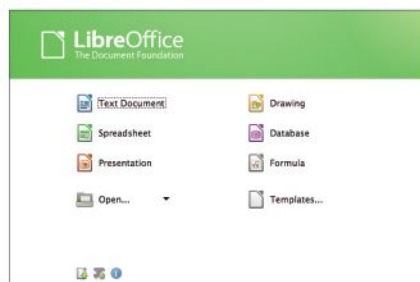 LibreOffice
The Document Foundation
Text Document
Drawing
Spreadsheet
Database
Presentation
Formula
Open...
Templates...